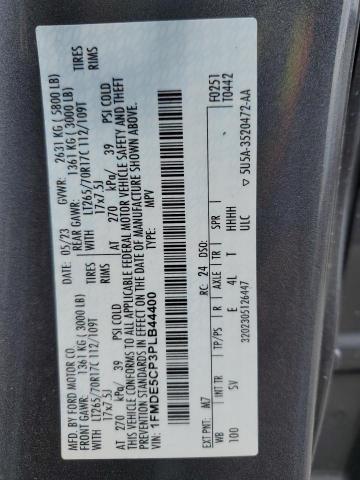 MFD. BY FORD MOTOR CO.
DATE: 05/23 GVWR: 2631 KG ( 5800 LB)
FRONT GAWR: 1361 KG (3000 LB) REAR GAWR: 1361 KG (3000 LB)
WITH LT265/70R17C 112/109T TIRES WITH LT265/70R17C 112/109T TIRES
17x7.5J RIMS 17x7.5J RIMS
AT 270 kPa/ 39 PSI COLD AT 270 kPa/ 39 PSI COLD
THIS VEHICLE CONFORMS TO ALL APPLICABLE FEDERAL MOTOR VEHICLE SAFETY AND THEFT
PREVENTION STANDARDS IN EFFECT ON THE DATE OF MANUFACTURE SHOWN ABOVE.
VIN: 1FMDE5CP3PLB44400 TYPE: MPV
F0251
T0442
EXT PNT: M7 RC: 24 DSO:
WB INT TR TP/PS R AXLE TR SPR
100 5V E 4L T HHHH
ULC
3202305126447 5U5A-3520472-AA